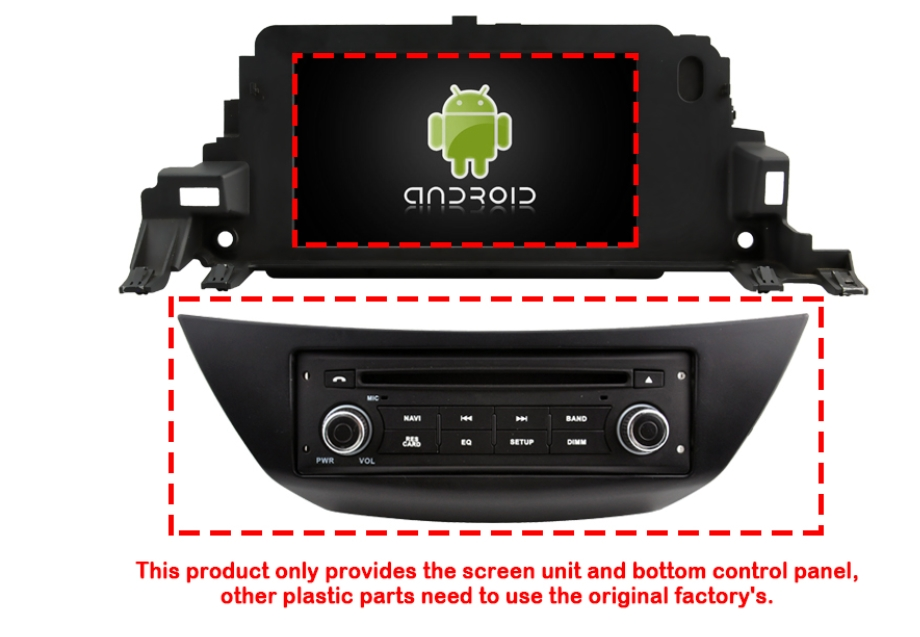 ANDROID
MIC
NAVI
BAND
RES CARD
EQ
SETUP
DIMM
PWR
VOL
This product only provides the screen unit and bottom control panel,
other plastic parts need to use the original factory's.